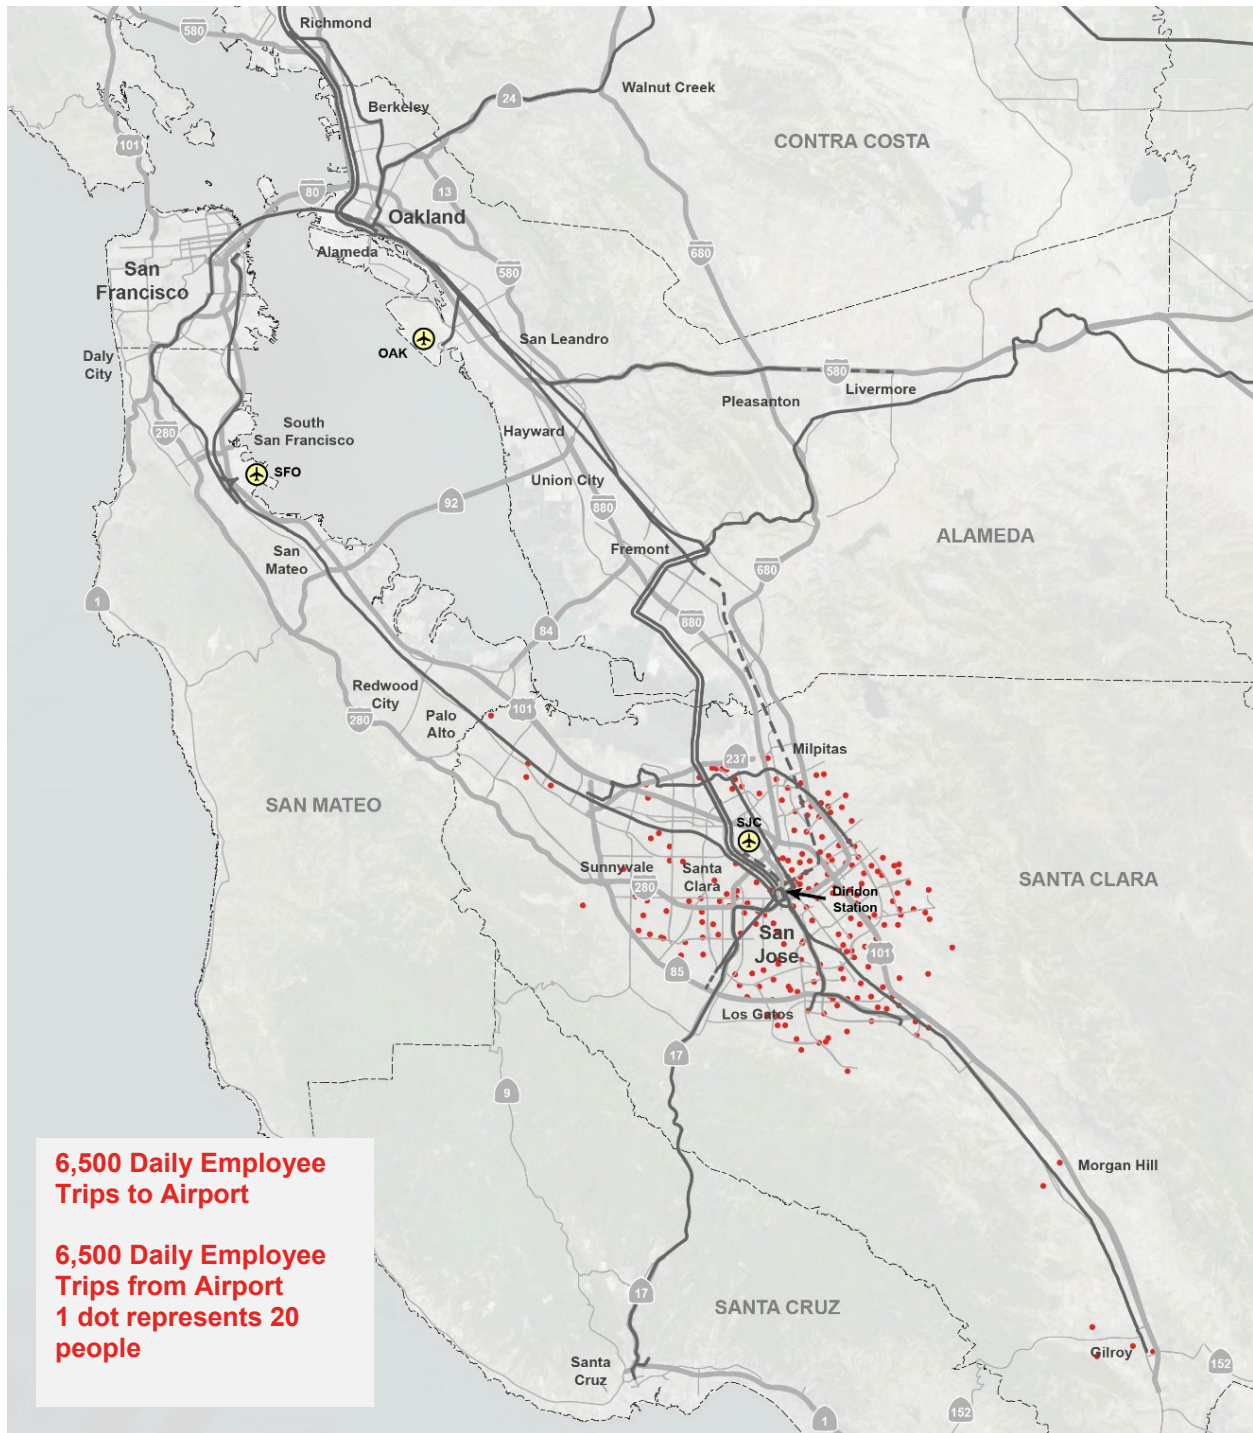 Richmond
580
Walnut Creek
24
Berkeley
101
CONTRA COSTA
80
13
Oakland
Alameda
680
San
Francisco
580
OAK
San Leandro
Daly
City
580
Livermore
Pleasanton
280
South
San Francisco
Hayward
SFO
Union City
92
880
ALAMEDA
Fremont
San
Mateo
680
1
84
880
Redwood
City
280
Palo
Alto
101
Milpitas
237
SAN MATEO
SJC
Sunnyvale
Santa
Clara
280
SANTA CLARA
Diridon
Station
San
Jose
101
85
Los Gatos
17
9
6,500 Daily Employee
Trips to Airport
6,500 Daily Employee
Trips from Airport
1 dot represents 20
people
Morgan Hill
17
SANTA CRUZ
Gilroy
152
Santa
Cruz
1
152